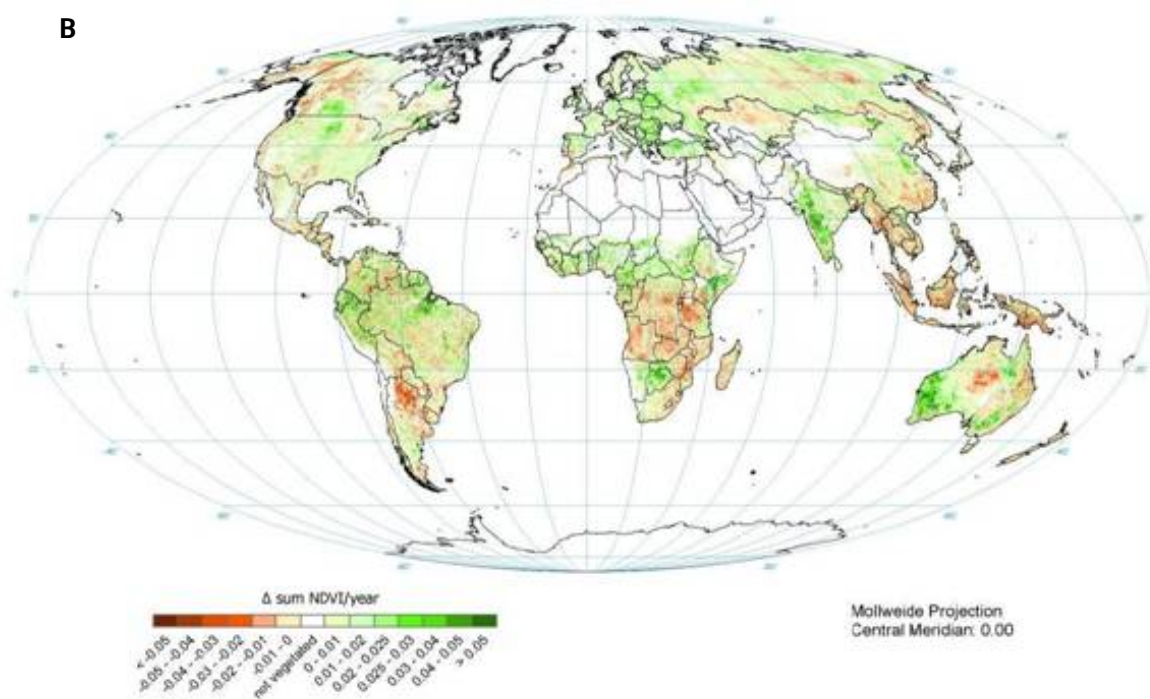 B
Δ sum NDVI/year
< -0.05
-0.05 - -0.04
-0.04 - -0.03
-0.03 - -0.02
-0.02 - -0.01
-0.01 - 0
not vegetated
0 - 0.01
0.01 - 0.02
0.02 - 0.025
0.025 - 0.03
0.03 - 0.04
0.04 - 0.05
> 0.05
Mollweide Projection
Central Meridian: 0.00